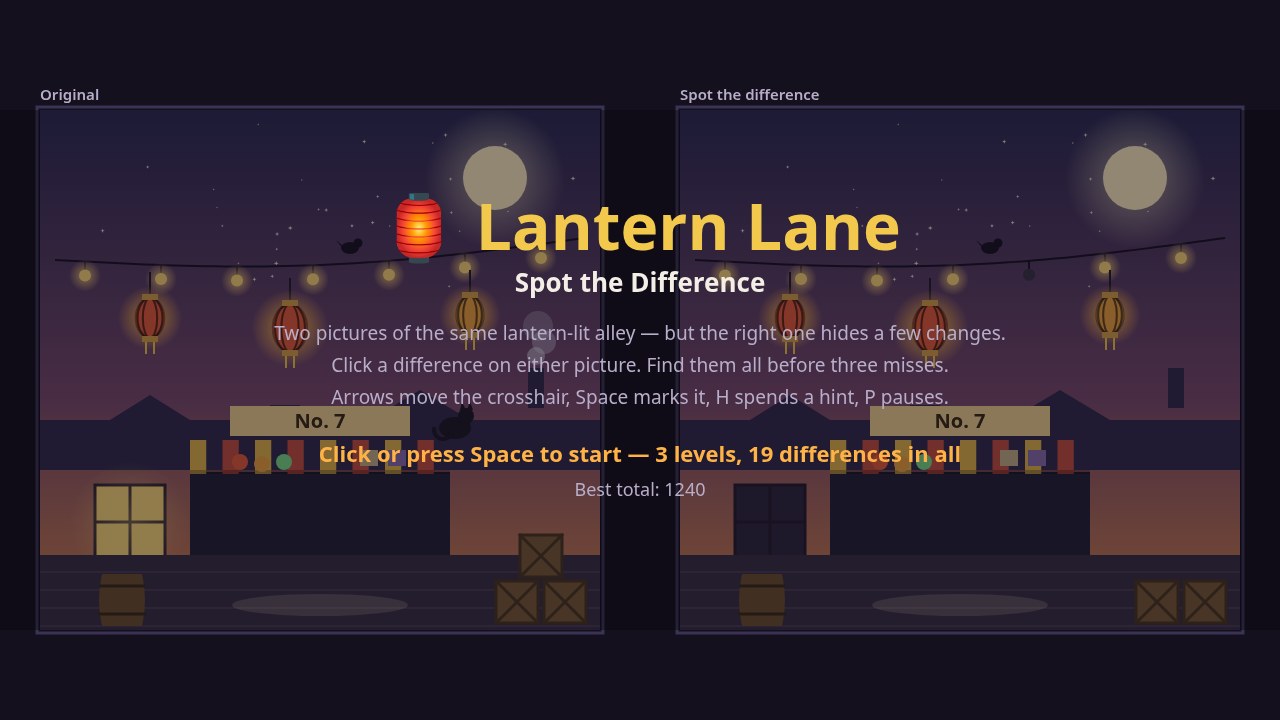 Original
Spot the difference
Lantern Lane
Spot the Difference
Two pictures of the same lantern-lit alley — but the right one hides a few changes.
Click a difference on either picture. Find them all before three misses.
Arrows move the crosshair, Space marks it, H spends a hint, P pauses.
No. 7
No. 7
Click or press Space to start — 3 levels, 19 differences in all
Best total: 1240